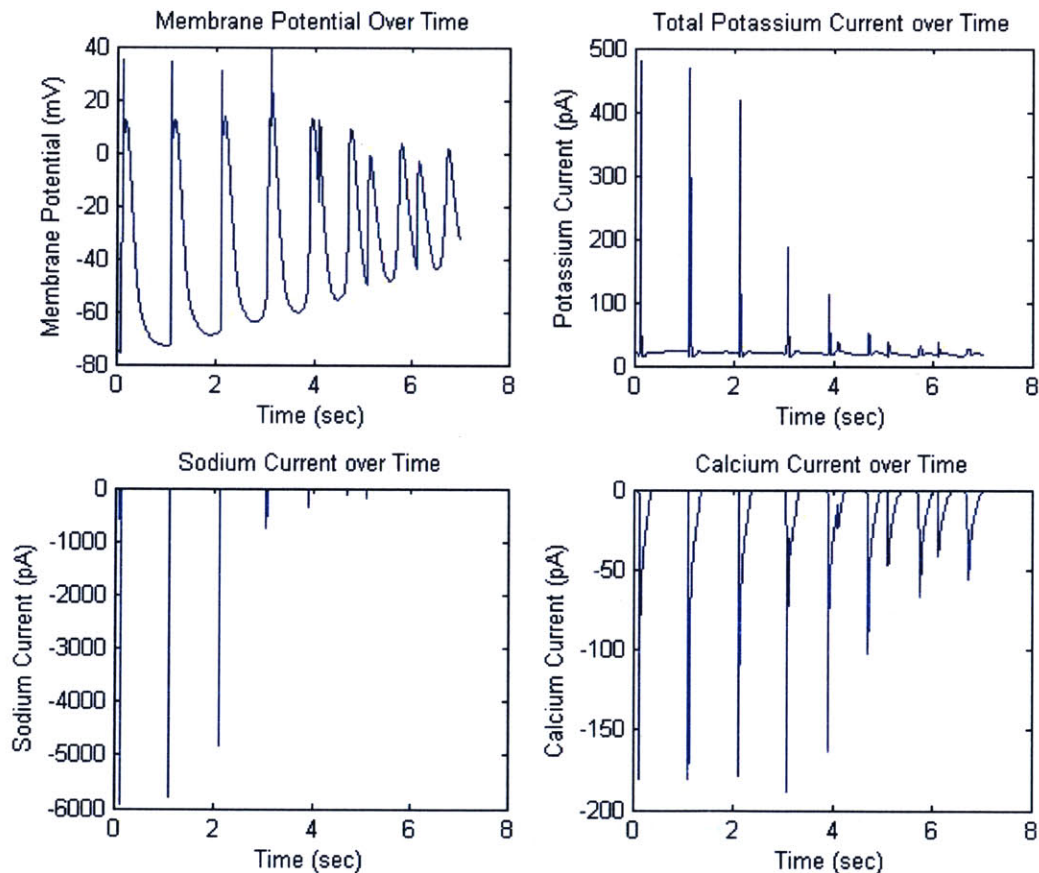 Membrane Potential Over Time
Membrane Potential (mV)
40
20
0
-20
-40
-60
-80
0 2 4 6 8
Time (sec)
Total Potassium Current over Time
Potassium Current (pA)
500
400
300
200
100
0
0 2 4 6 8
Time (sec)
Sodium Current over Time
Sodium Current (pA)
0
-1000
-2000
-3000
-4000
-5000
-6000
0 2 4 6 8
Time (sec)
Calcium Current over Time
Calcium Current (pA)
0
-50
-100
-150
-200
0 2 4 6 8
Time (sec)